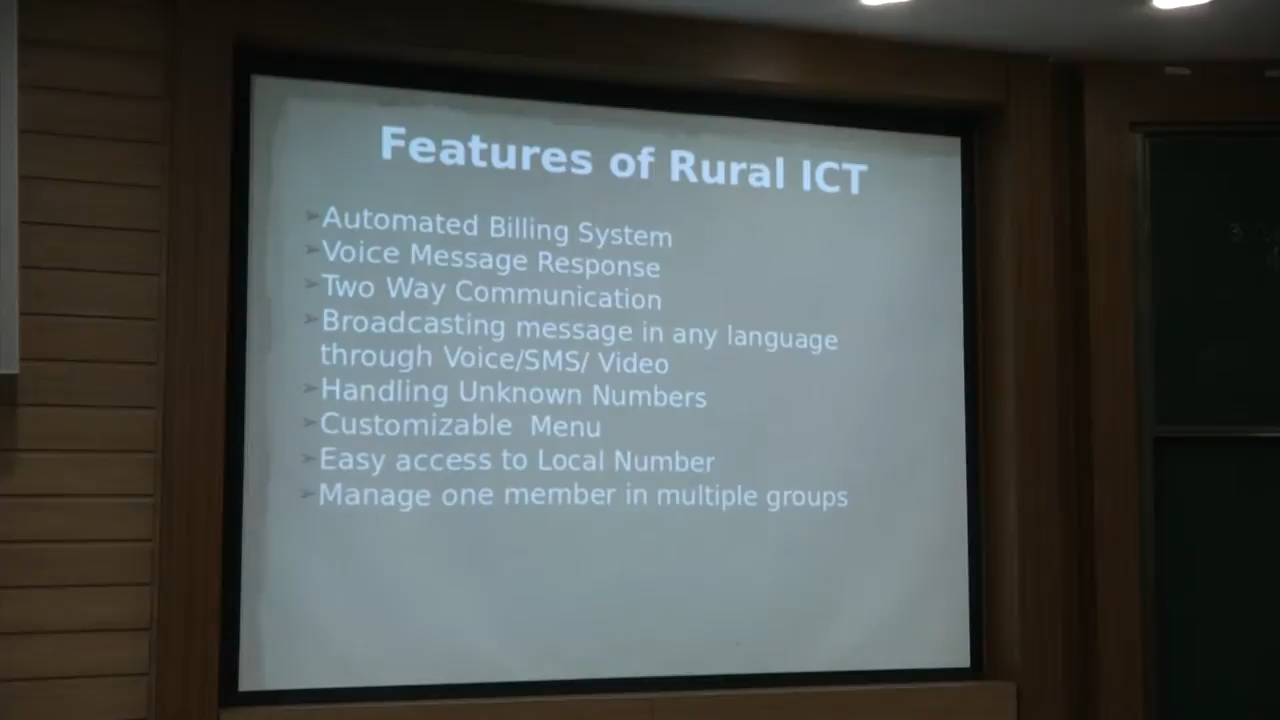 Features of Rural ICT
➢Automated Billing System
➢Voice Message Response
➢Two Way Communication
➢Broadcasting message in any language
through Voice/SMS/ Video
➢Handling Unknown Numbers
➢Customizable  Menu
➢Easy access to Local Number
➢Manage one member in multiple groups